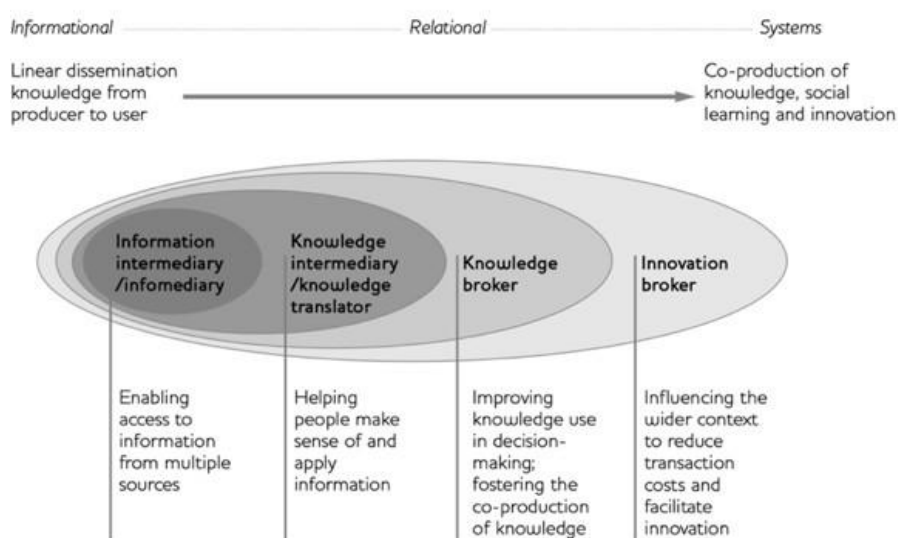 Informational Relational Systems
Linear dissemination
knowledge from
producer to user
Co-production of
knowledge, social
learning and innovation
Information
intermediary
/infomediary
Knowledge
intermediary
/knowledge
translator
Knowledge
broker
Innovation
broker
Enabling
access to
information
from multiple
sources
Helping
people make
sense of and
apply
information
Improving
knowledge use
in decision-
making;
fostering the
co-production
of knowledge
Influencing the
wider context
to reduce
transaction
costs and
facilitate
innovation